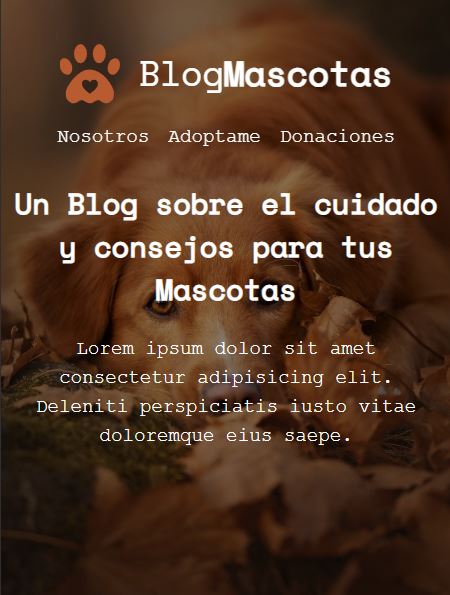 BlogMascotas
Nosotros Adoptame Donaciones
Un Blog sobre el cuidado
y consejos para tus
Mascotas
Lorem ipsum dolor sit amet
consectetur adipisicing elit.
Deleniti perspiciatis iusto vitae
doloremque eius saepe.